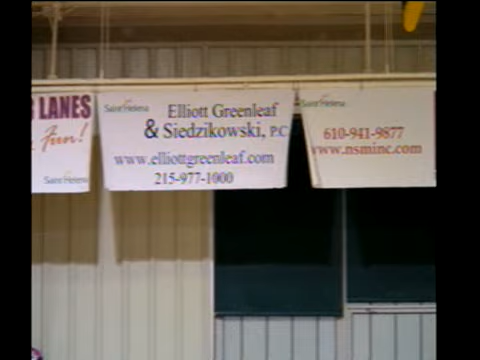 LANES
Fun!
Saint Helena
Saint Helena
Elliott Greenleaf
& Siedzikowski, P.C
www.elliottgreenleaf.com
215-977-1000
Saint Helena
610-941-9877
www.nsminc.com